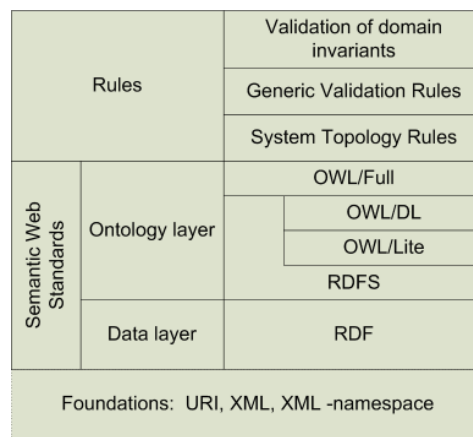 Rules
Validation of domain
invariants
Generic Validation Rules
System Topology Rules
Semantic Web
Standards
Ontology layer
OWL/Full
OWL/DL
OWL/Lite
RDFS
Data layer
RDF
Foundations: URI, XML, XML -namespace